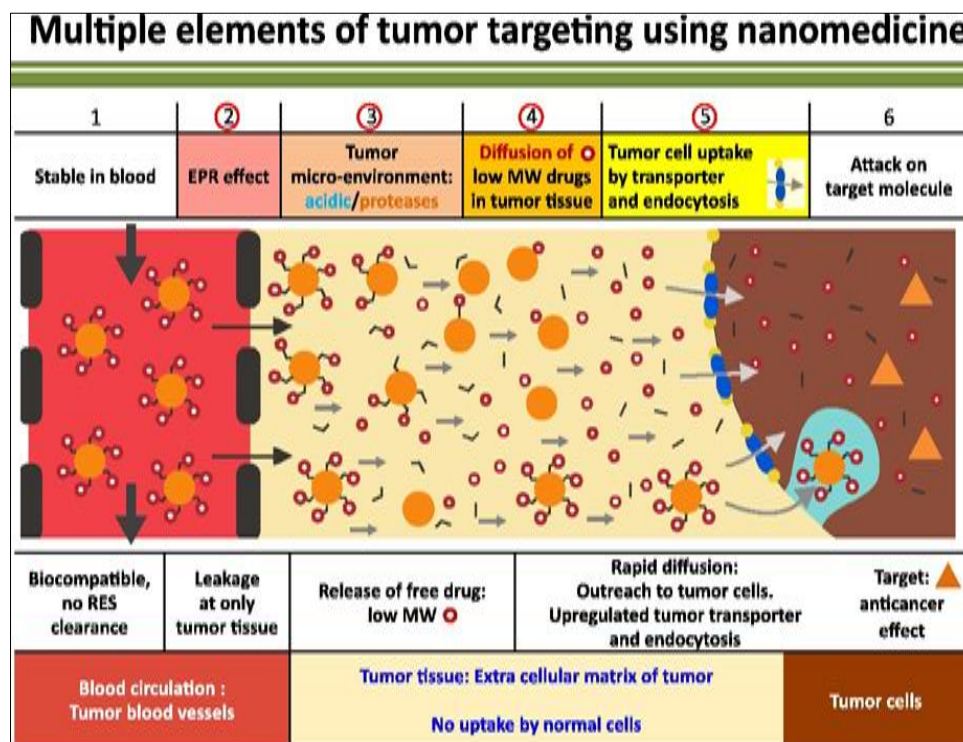 Multiple elements of tumor targeting using nanomedicine
1
2
3
4
5
6
Stable in blood
EPR effect
Tumor
micro-environment:
acidic/proteases
Diffusion of
low MW drugs
in tumor tissue
Tumor cell uptake
by transporter
and endocytosis
Attack on
target molecule
Biocompatible,
no RES
clearance
Leakage
at only
tumor tissue
Release of free drug:
low MW
Rapid diffusion:
Outreach to tumor cells.
Upregulated tumor transporter
and endocytosis
Target:
anticancer
effect
Blood circulation :
Tumor blood vessels
Tumor tissue: Extra cellular matrix of tumor
No uptake by normal cells
Tumor cells